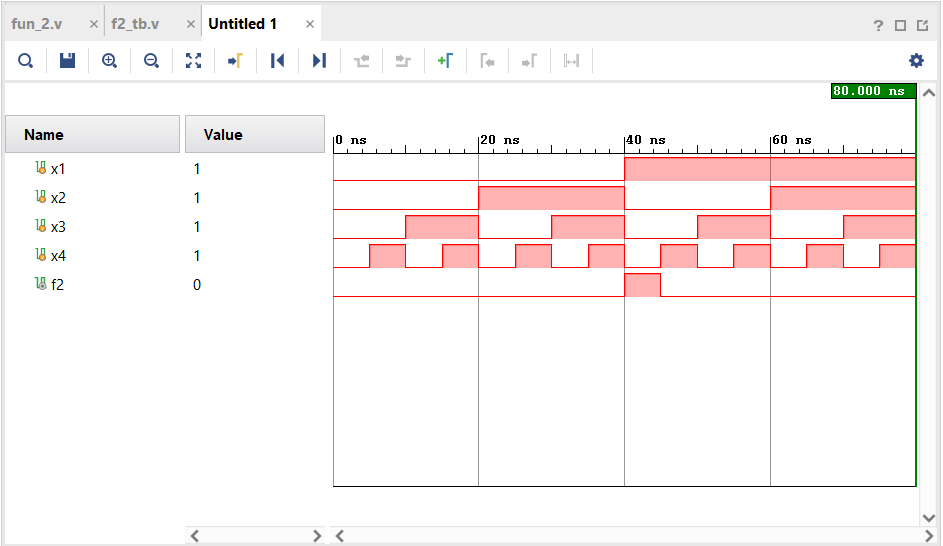 fun_2.v × f2_tb.v × Untitled 1 × ?
80.000 ns
Name Value
0 ns 20 ns 40 ns 60 ns
x1 1
x2 1
x3 1
x4 1
f2 0